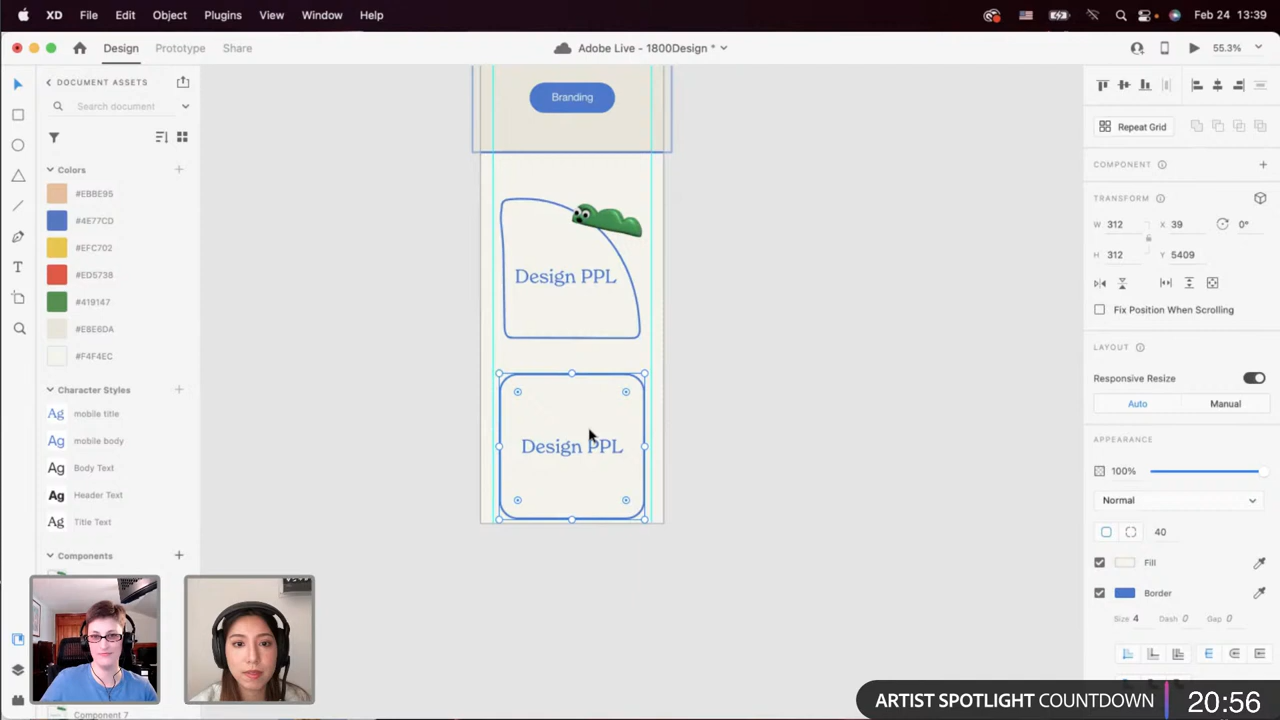 XD File Edit Object Plugins View Window Help Feb 24 13:39
Design Prototype Share Adobe Live - 1800Design * 55.3%
DOCUMENT ASSETS
Search document
Colors
#EBBE95
#4E77CD
#EFC702
#ED5738
#419147
#E8E6DA
#F4F4EC
Character Styles
Ag mobile title
Ag mobile body
Ag Body Text
Ag Header Text
Ag Title Text
Components
Component 7
Branding
Design PPL
Design PPL
Repeat Grid
COMPONENT
TRANSFORM
W 312 X 39 0°
H 312 Y 5409
Fix Position When Scrolling
LAYOUT
Responsive Resize
Auto Manual
APPEARANCE
100%
Normal
40
Fill
Border
Size 4 Dash 0 Gap 0
ARTIST SPOTLIGHT COUNTDOWN 20:56